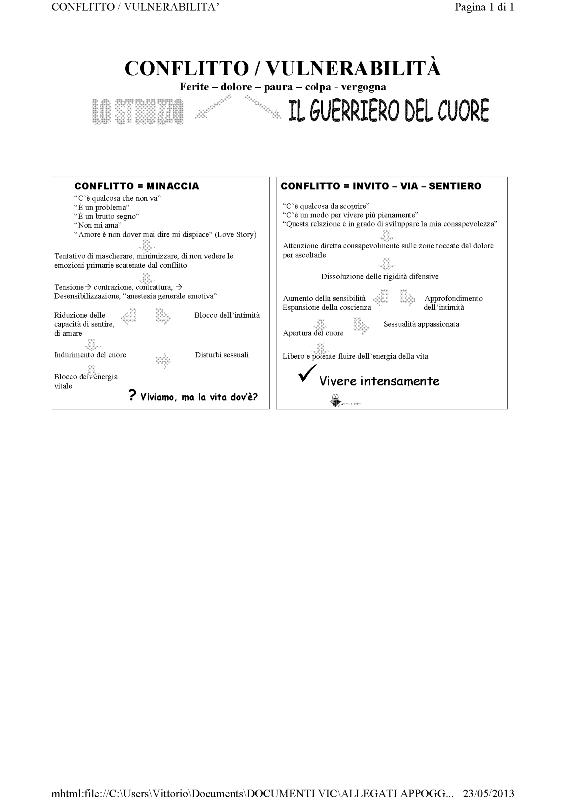 CONFLITTO / VULNERABILITA'
Pagina 1 di 1
CONFLITTO / VULNERABILITÀ
Ferite – dolore – paura – colpa - vergogna
LO STRUZZO
IL GUERRIERO DEL CUORE
CONFLITTO = MINACCIA
“C’è qualcosa che non va”
“È un problema”
“È un brutto segno”
“Non mi ama”
“Amore è non dover mai dire mi dispiace” (Love Story)
Tentativo di mascherare, minimizzare, di non vedere le
emozioni primarie scatenate dal conflitto
Tensione → contrazione, contrattura, →
Desensibilizzazione, “anestesia generale emotiva”
Riduzione delle
capacità di sentire,
di amare
Blocco dell’intimità
Indurimento del cuore
Disturbi sessuali
Blocco dell’energia
vitale
? Viviamo, ma la vita dov’è?
CONFLITTO = INVITO – VIA – SENTIERO
“C’è qualcosa da scoprire”
“C’è un modo per vivere più pienamente”
“Questa relazione è in grado di sviluppare la mia consapevolezza”
Attenzione diretta consapevolmente sulle zone toccate dal dolore
per ascoltarle
Dissoluzione delle rigidità difensive
Aumento della sensibilità
Espansione della coscienza
Approfondimento
dell’intimità
Apertura del cuore
Sessualità appassionata
Libero e potente fluire dell’energia della vita
✓ Vivere intensamente
mhtml:file://C:\Users\Vittorio\Documents\DOCUMENTI VIC\ALLEGATI APPOGG...
23/05/2013